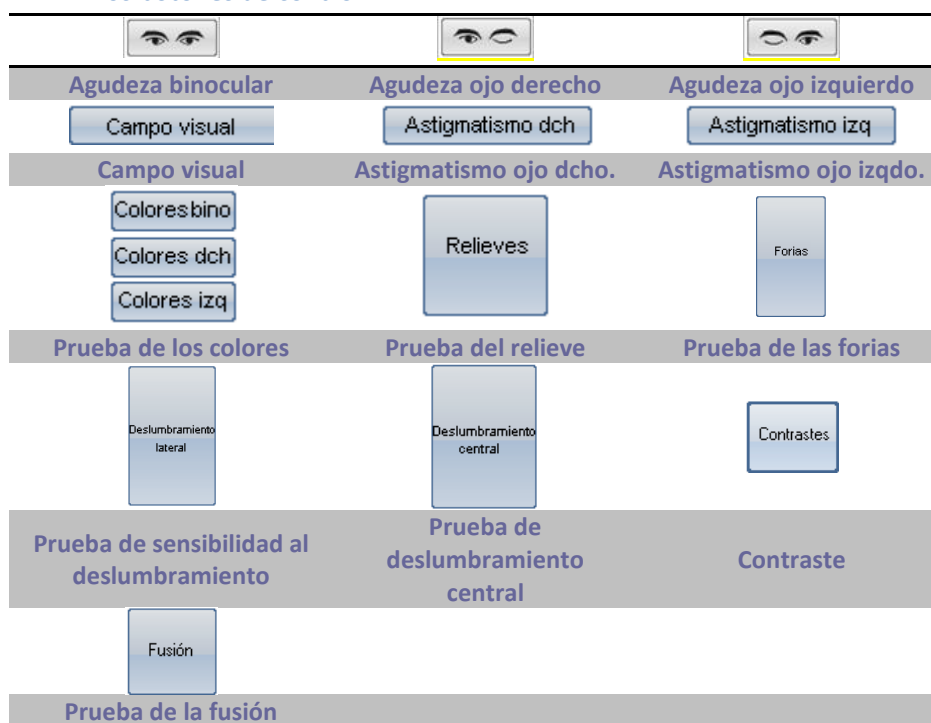 Agudeza binocular Agudeza ojo derecho Agudeza ojo izquierdo
Campo visual Astigmatismo dch Astigmatismo izq
Campo visual Astigmatismo ojo dcho. Astigmatismo ojo izqdo.
Coloresbino
Colores dch
Colores izq
Relieves
Forias
Prueba de los colores Prueba del relieve Prueba de las forias
Deslumbramiento
lateral
Deslumbramiento
central
Contrastes
Prueba de sensibilidad al
deslumbramiento
Prueba de
deslumbramiento
central
Contraste
Fusión
Prueba de la fusión